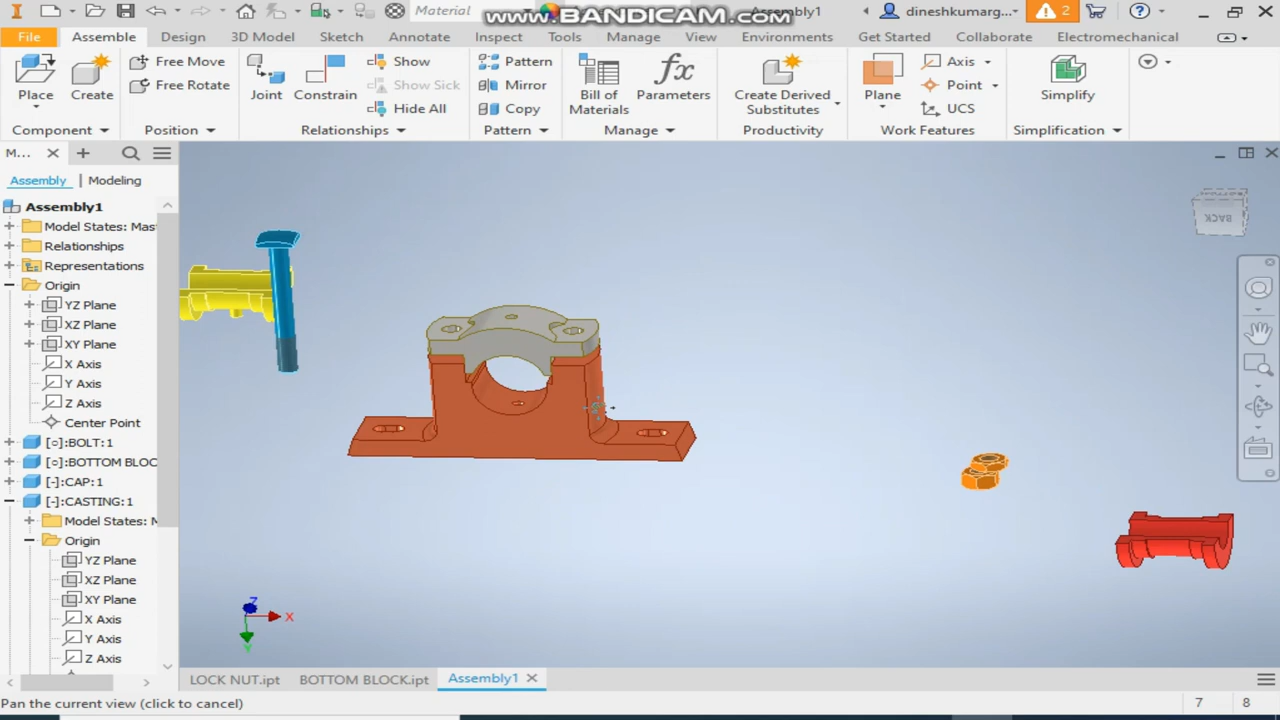 Material
www.BANDICAM.com
Assembly1
dineshkumarg...
2
File
Assemble
Design
3D Model
Sketch
Annotate
Inspect
Tools
Manage
View
Environments
Get Started
Collaborate
Electromechanical
Place
Create
Free Move
Free Rotate
Joint
Constrain
Show
Show Sick
Hide All
Pattern
Mirror
Copy
Bill of
Materials
fx
Parameters
Create Derived
Substitutes
Plane
Axis
Point
UCS
Simplify
Component
Position
Relationships
Pattern
Manage
Productivity
Work Features
Simplification
M...
Assembly
Modeling
Assembly1
Model States: Mas
Relationships
Representations
Origin
YZ Plane
XZ Plane
XY Plane
X Axis
Y Axis
Z Axis
Center Point
[○]:BOLT:1
[○]:BOTTOM BLOC
[-]:CAP:1
[-]:CASTING:1
Model States: M
Origin
YZ Plane
XZ Plane
XY Plane
X Axis
Y Axis
Z Axis
BACK
Z
X
Y
LOCK NUT.ipt
BOTTOM BLOCK.ipt
Assembly1
Pan the current view (click to cancel)
7
8